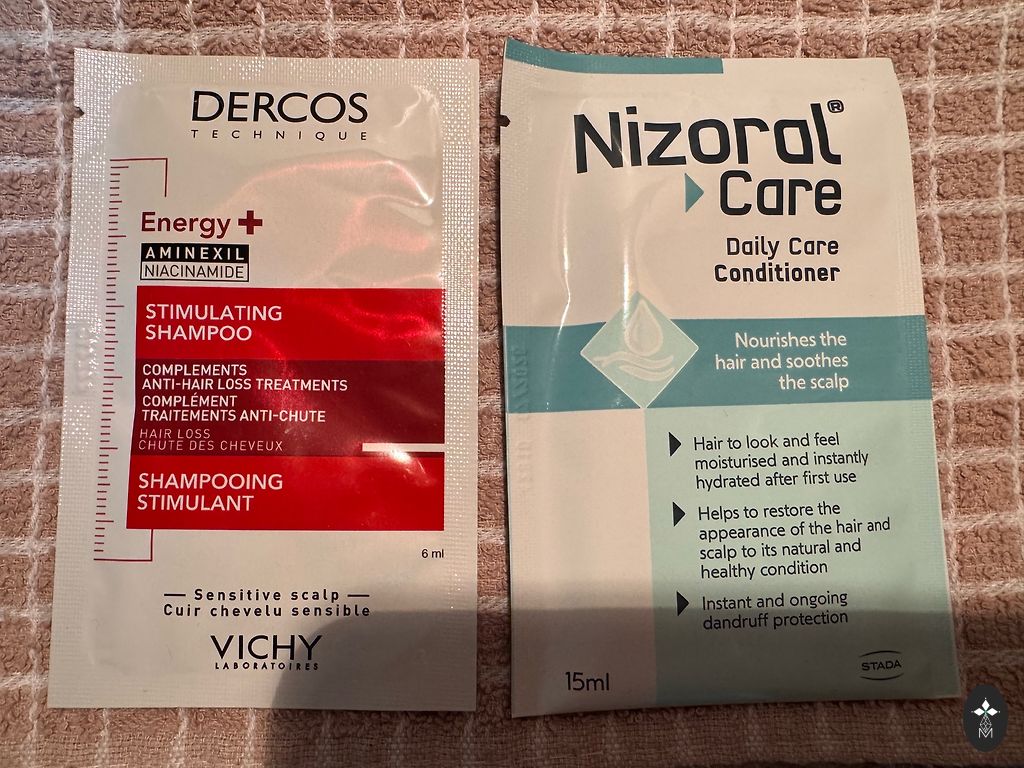 DERCOS
TECHNIQUE
Energy +
AMINEXIL
NIACINAMIDE
STIMULATING
SHAMPOO
COMPLEMENTS
ANTI-HAIR LOSS TREATMENTS
COMPLÉMENT
TRAITEMENTS ANTI-CHUTE
HAIR LOSS
CHUTE DES CHEVEUX
SHAMPOOING
STIMULANT
6 ml
Sensitive scalp
Cuir chevelu sensible
VICHY
LABORATOIRES
Nizoral®
Care
Daily Care
Conditioner
Nourishes the
hair and soothes
the scalp
Hair to look and feel
moisturised and instantly
hydrated after first use
Helps to restore the
appearance of the hair and
scalp to its natural and
healthy condition
Instant and ongoing
dandruff protection
15ml
STADA
M